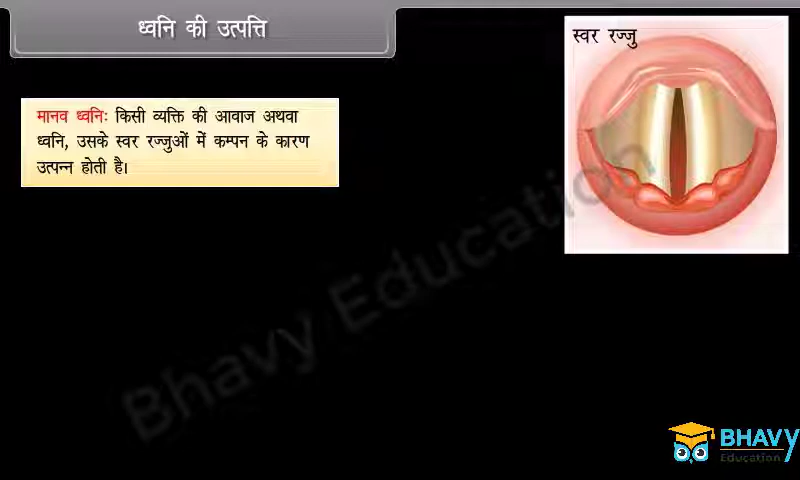 ध्वनि की उत्पत्ति
स्वर रज्जु
मानव ध्वनिः किसी व्यक्ति की आवाज अथवा
ध्वनि, उसके स्वर रज्जुओं में कम्पन के कारण
उत्पन्न होती है।
Bhavy Education
BHAVY
Education